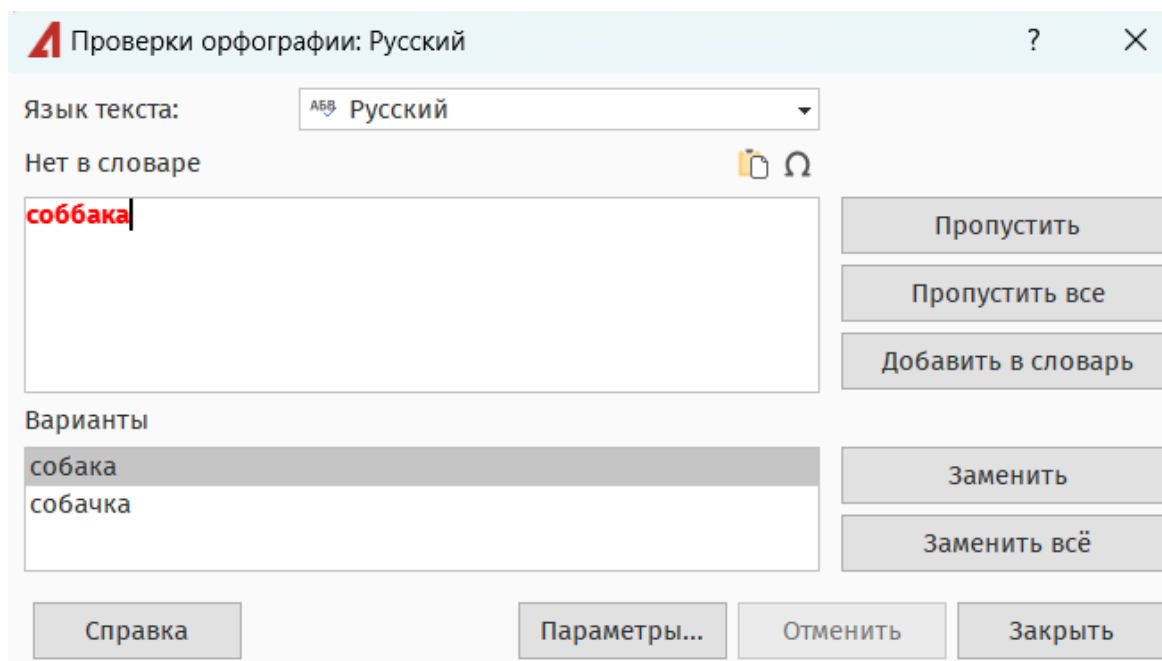 Проверки орфографии: Русский
?
Язык текста:
АБВ Русский
Нет в словаре
Ω
соббака
Пропустить
Пропустить все
Добавить в словарь
Варианты
собака
собачка
Заменить
Заменить всё
Справка
Параметры...
Отменить
Закрыть